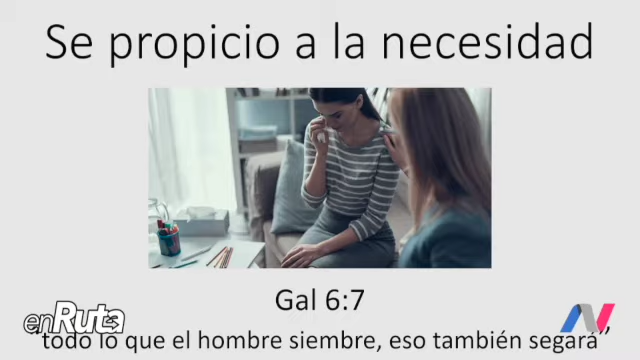 Se propicio a la necesidad
Gal 6:7
enRuta
“todo lo que el hombre siembre, eso también segará”